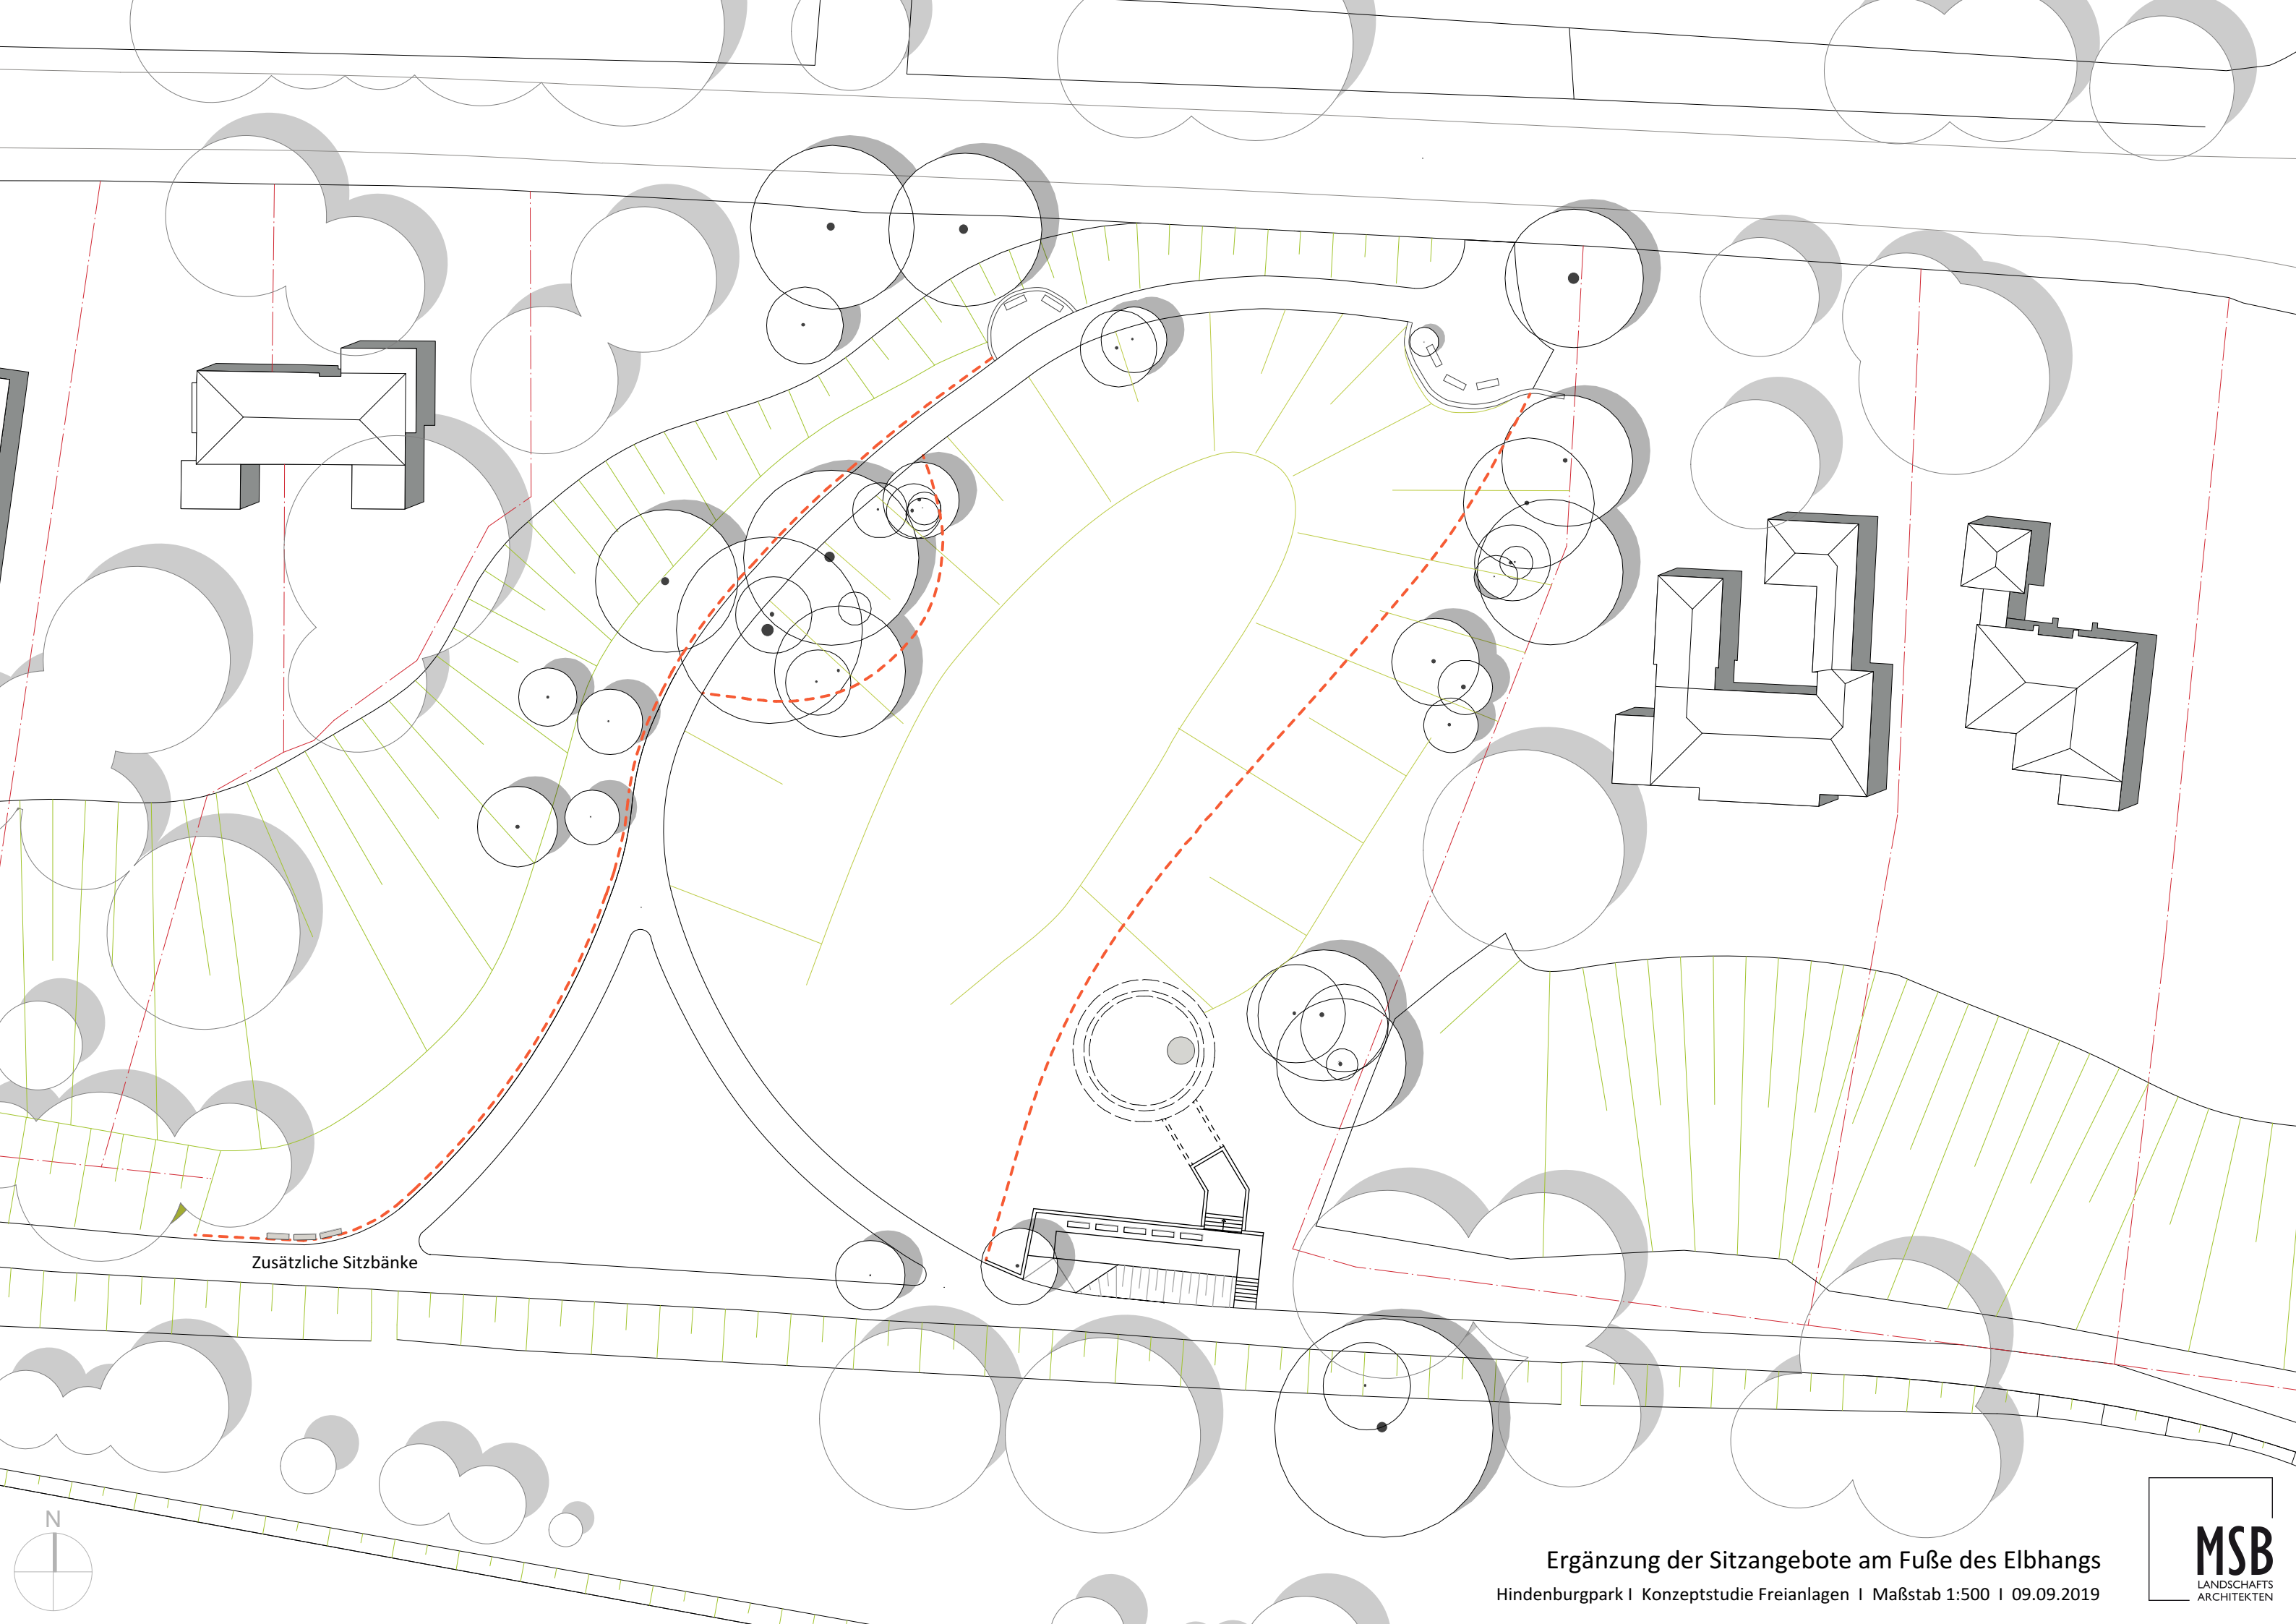 Zusätzliche Sitzbänke
N
Ergänzung der Sitzangebote am Fuße des Elbhangs
Hindenburgpark I Konzeptstudie Freianlagen I Maßstab 1:500 I 09.09.2019
MSB
LANDSCHAFTS
ARCHITEKTEN